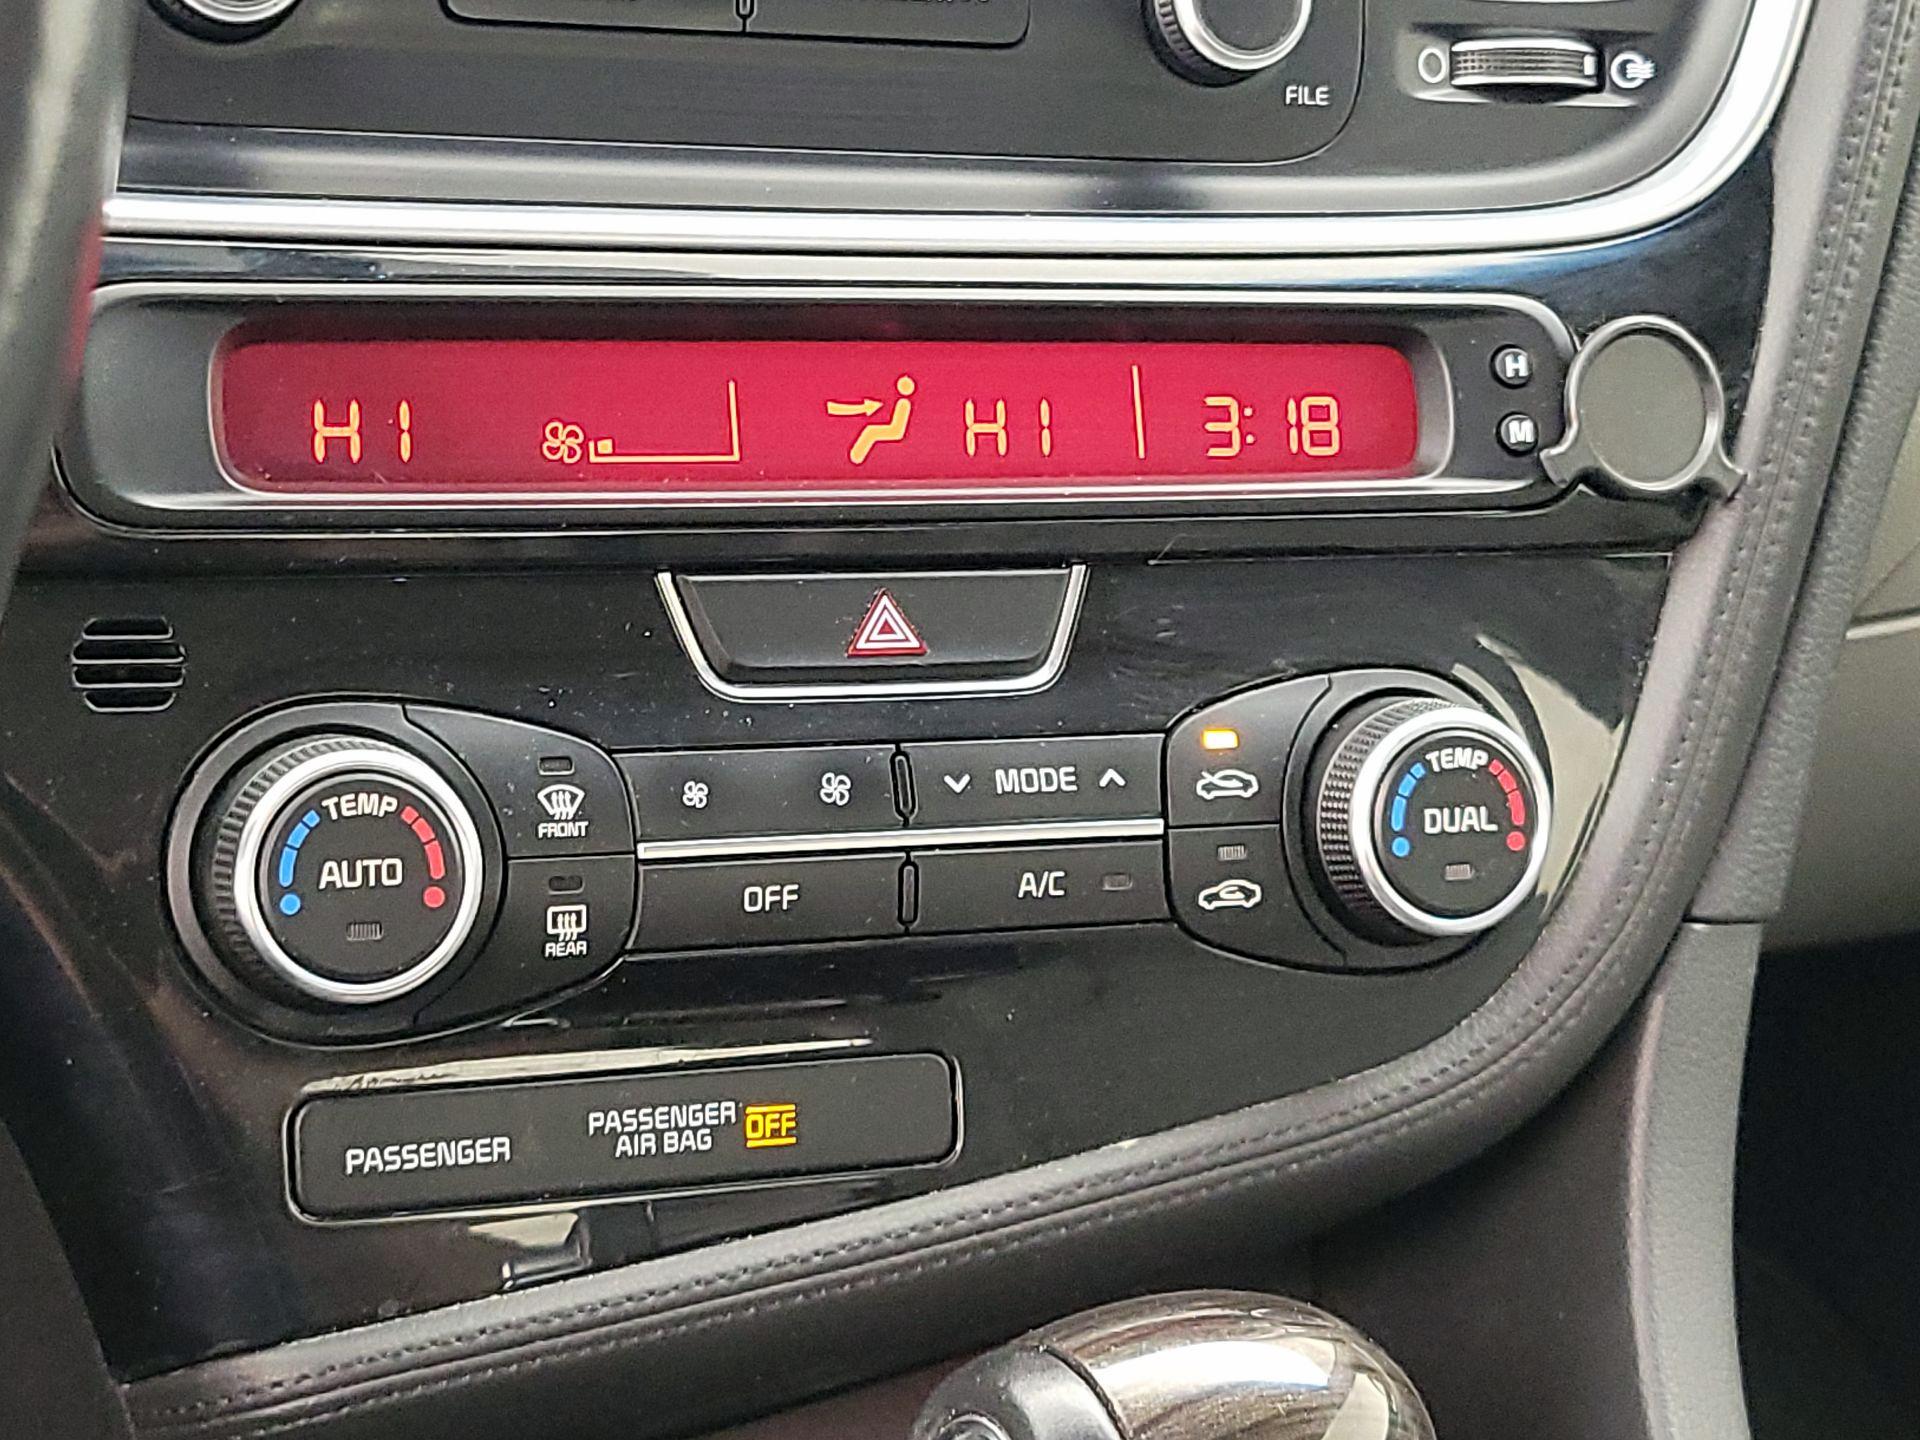 FILE
HI HI 3:18
H
M
TEMP
AUTO
FRONT
REAR
MODE
OFF
A/C
TEMP
DUAL
PASSENGER
PASSENGER
AIR BAG OFF